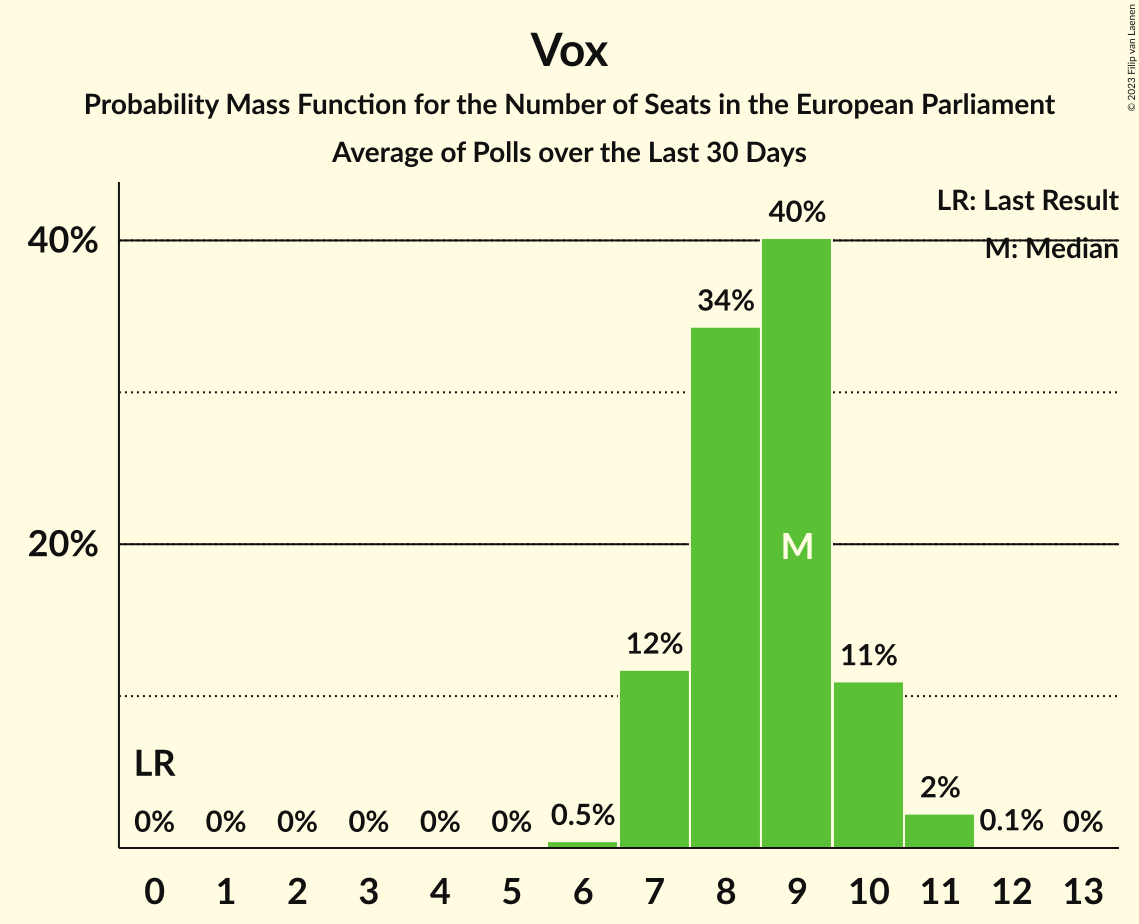 Vox
Probability Mass Function for the Number of Seats in the European Parliament
Average of Polls over the Last 30 Days
© 2023 Filip van Laenen
LR: Last Result
M: Median
40%
20%
40%
34%
12%
11%
2%
0.5%
0.1%
0%
M
LR
0% 0% 0% 0% 0% 0%
0 1 2 3 4 5 6 7 8 9 10 11 12 13